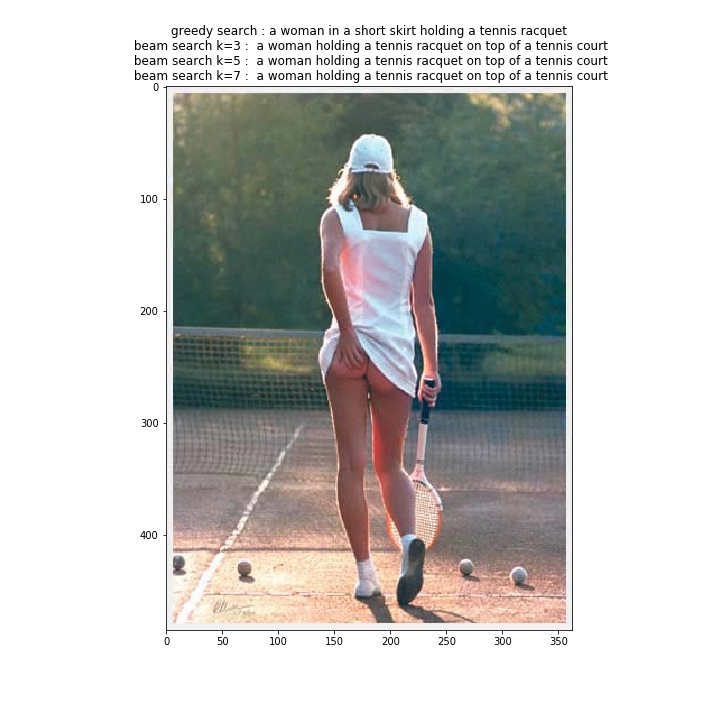 greedy search : a woman in a short skirt holding a tennis racquet
beam search k=3 :  a woman holding a tennis racquet on top of a tennis court
beam search k=5 :  a woman holding a tennis racquet on top of a tennis court
beam search k=7 :  a woman holding a tennis racquet on top of a tennis court
0
100
200
300
400
0 50 100 150 200 250 300 350